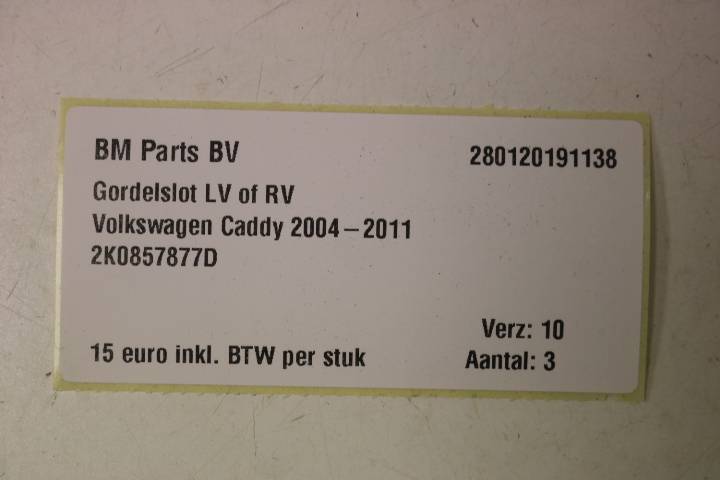 BM Parts BV 280120191138
Gordelslot LV of RV
Volkswagen Caddy 2004-2011
2K0857877D
Verz: 10
15 euro inkl. BTW per stuk Aantal: 3